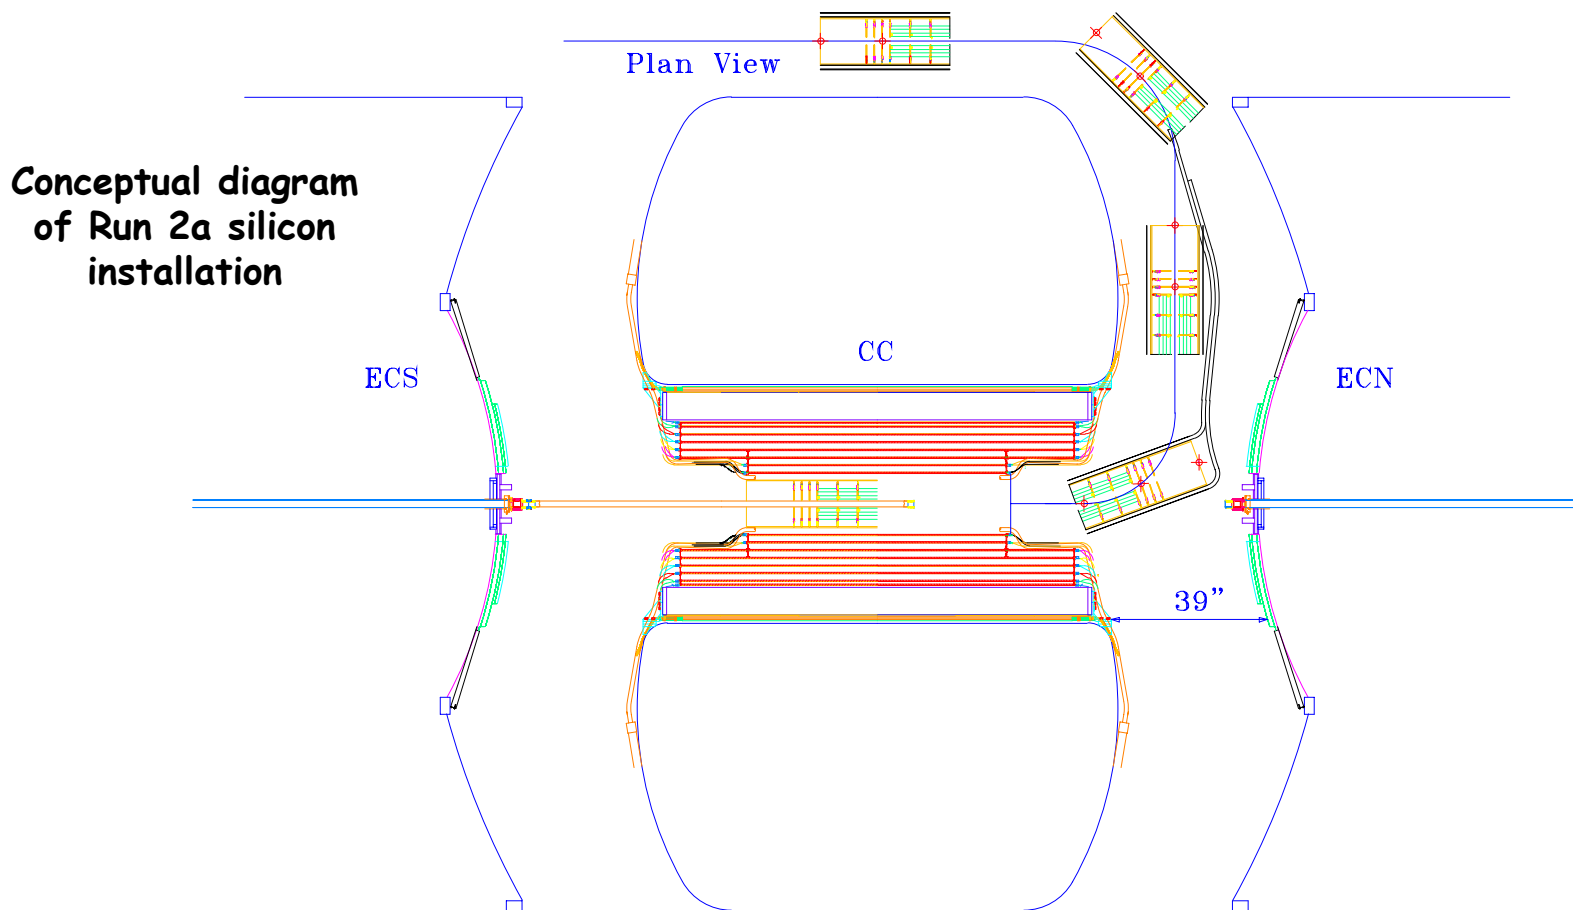 Plan View
Conceptual diagram
of Run 2a silicon
installation
CC
ECS
ECN
39”